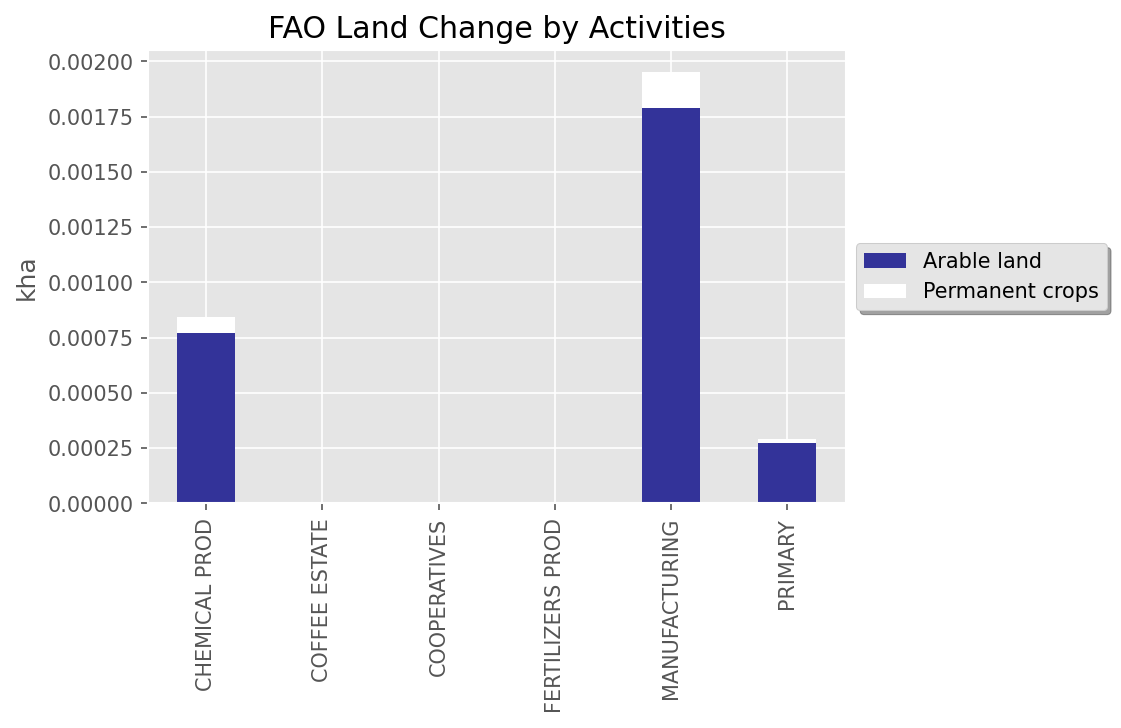 FAO Land Change by Activities
0.00200
0.00175
0.00150
0.00125
0.00100
0.00075
0.00050
0.00025
0.00000
kha
Arable land
Permanent crops
CHEMICAL PROD
COFFEE ESTATE
COOPERATIVES
FERTILIZERS PROD
MANUFACTURING
PRIMARY